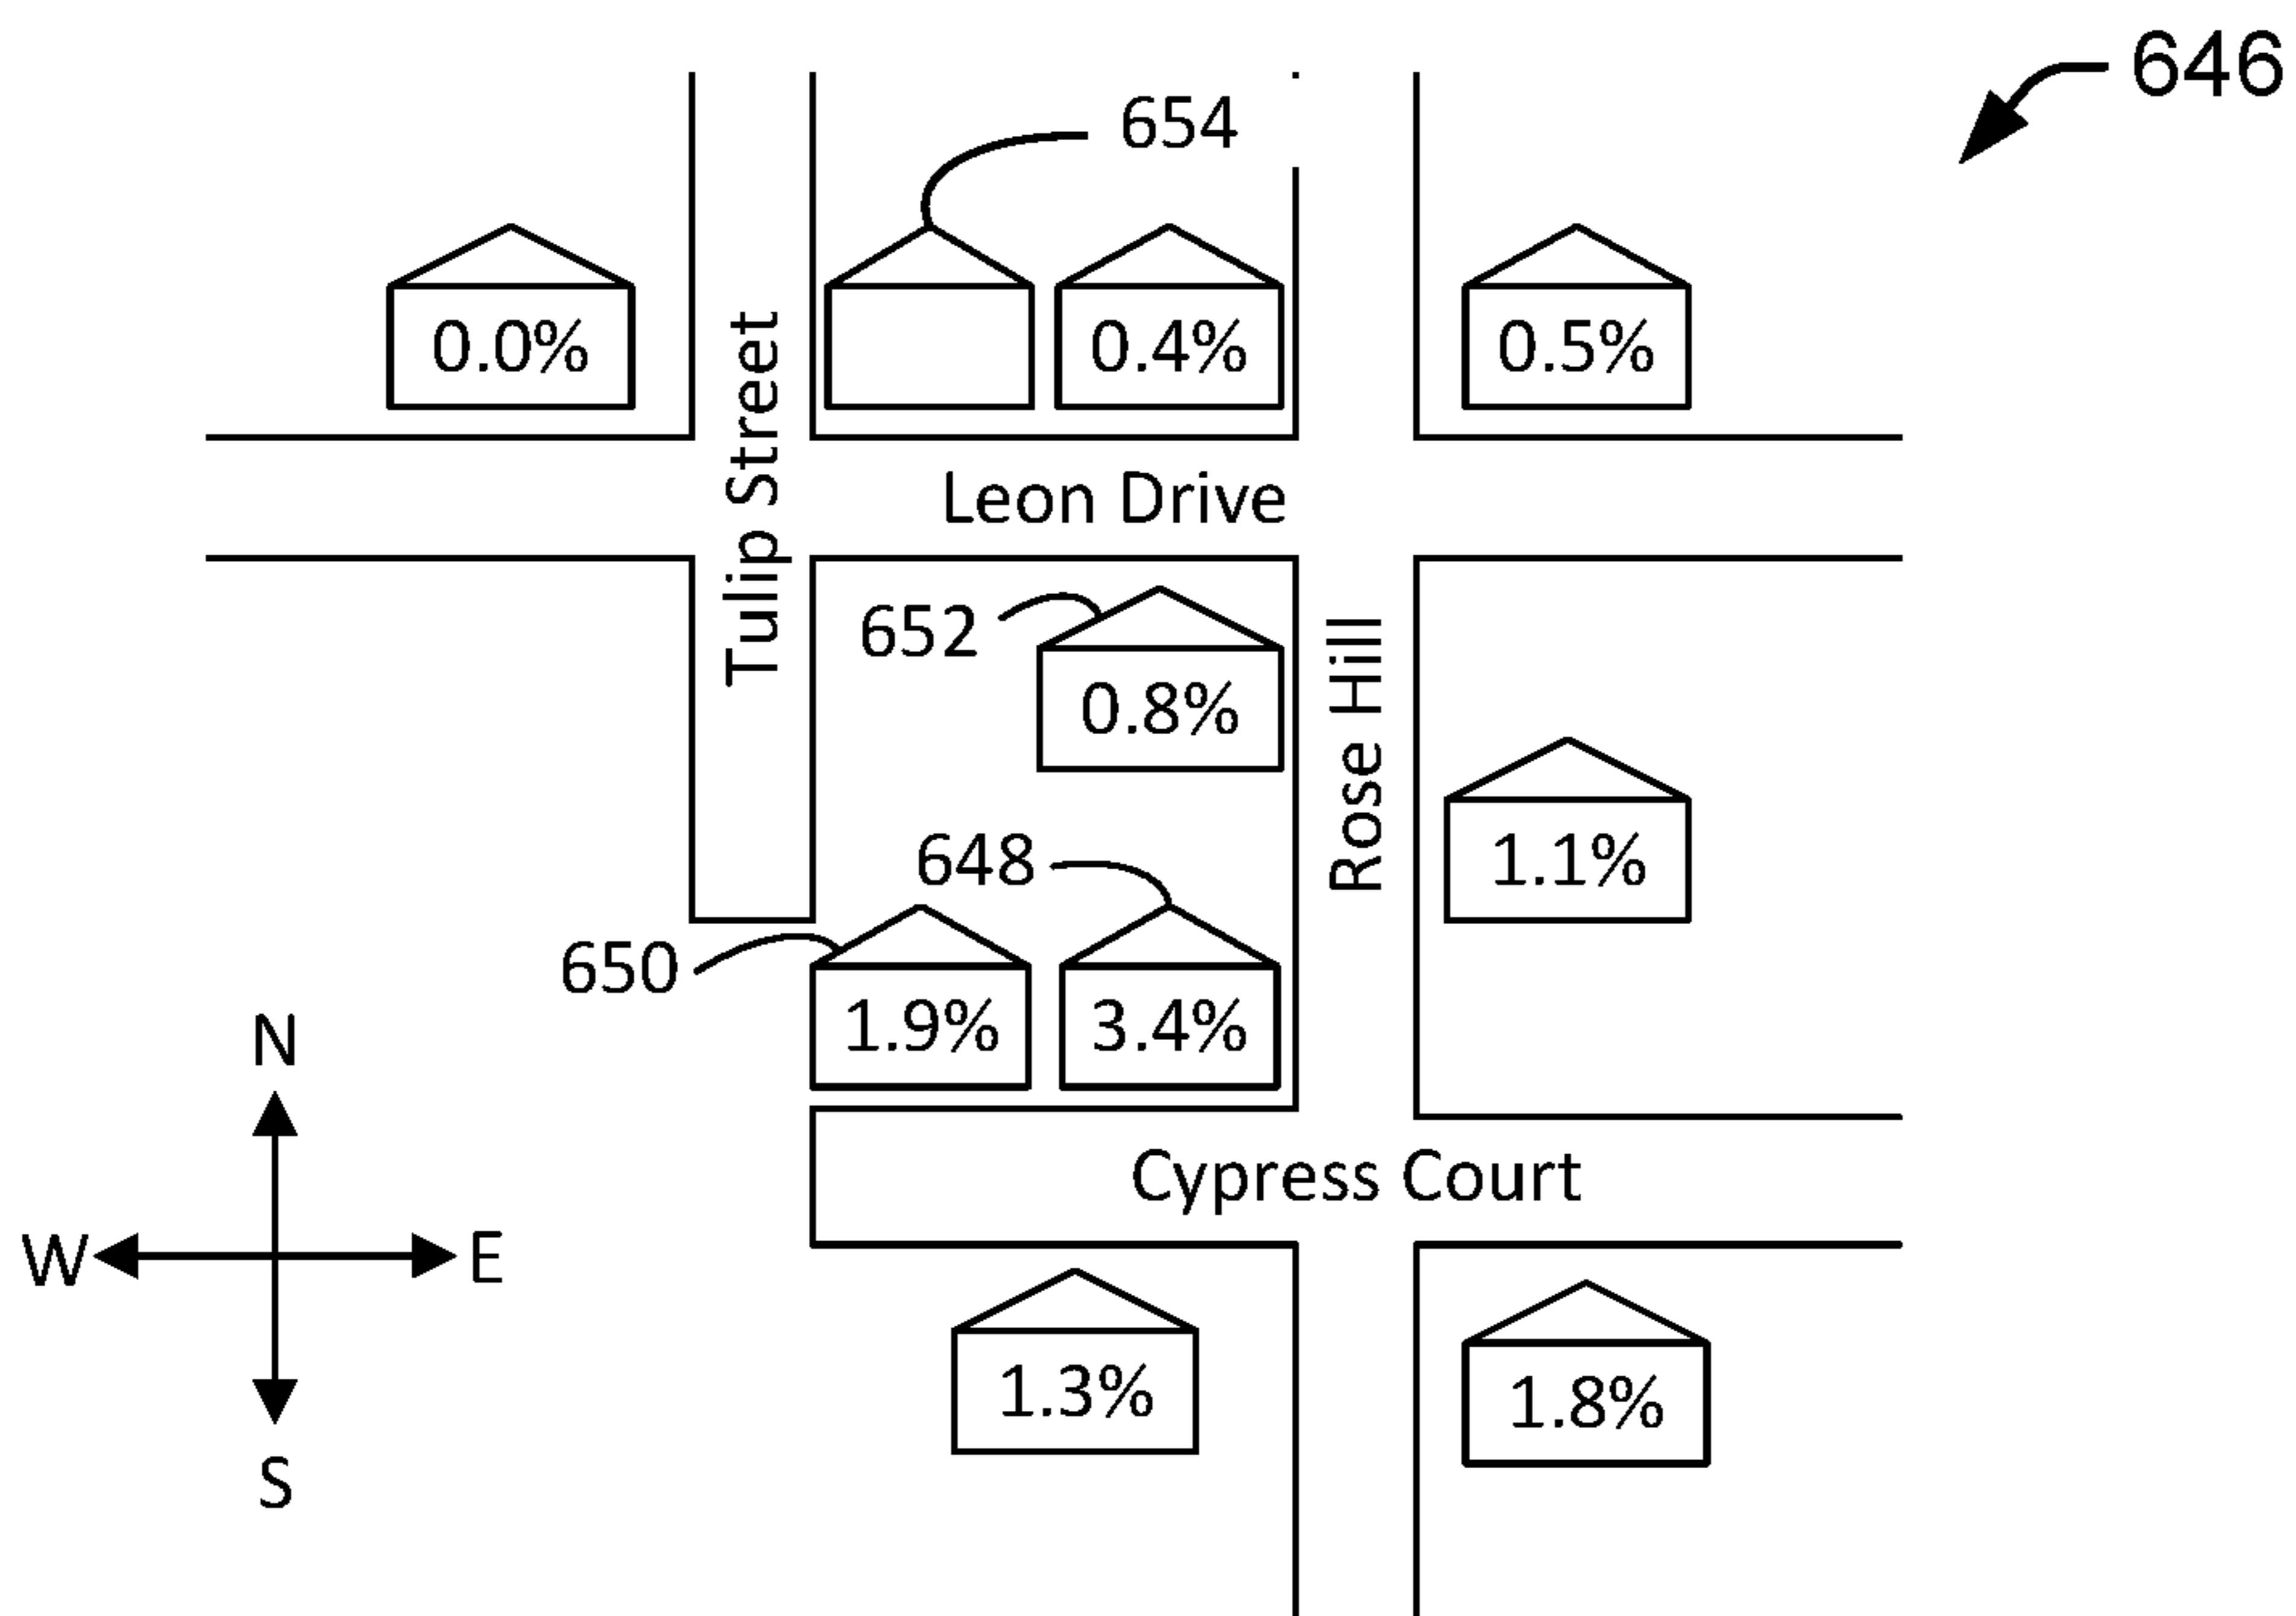 646
654
0.0%
0.4%
0.5%
Tulip Street
Leon Drive
652
0.8%
Rose Hill
648
1.1%
650
1.9%
3.4%
N
W
E
S
Cypress Court
1.3%
1.8%